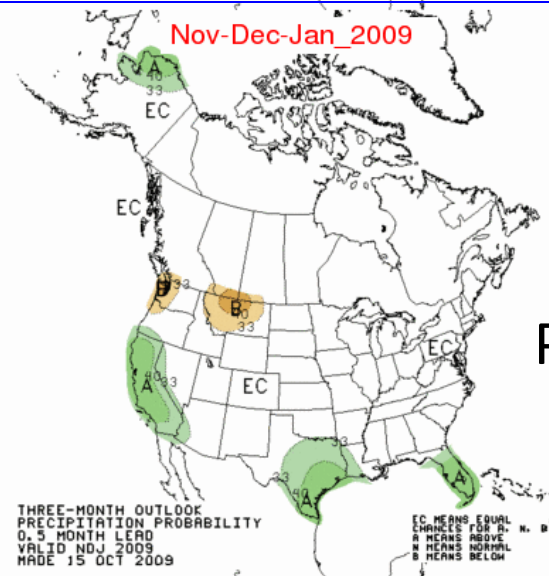 Nov-Dec-Jan_2009
A
40
33
EC
EC
B
33
B
40
33
A
40
33
EC
EC
33
33
40
A
A
P
THREE-MONTH OUTLOOK
PRECIPITATION PROBABILITY
0.5 MONTH LEAD
VALID NDJ 2009
MADE 15 OCT 2009
EC MEANS EQUAL
CHANCES FOR A, N, B
A MEANS ABOVE
N MEANS NORMAL
B MEANS BELOW